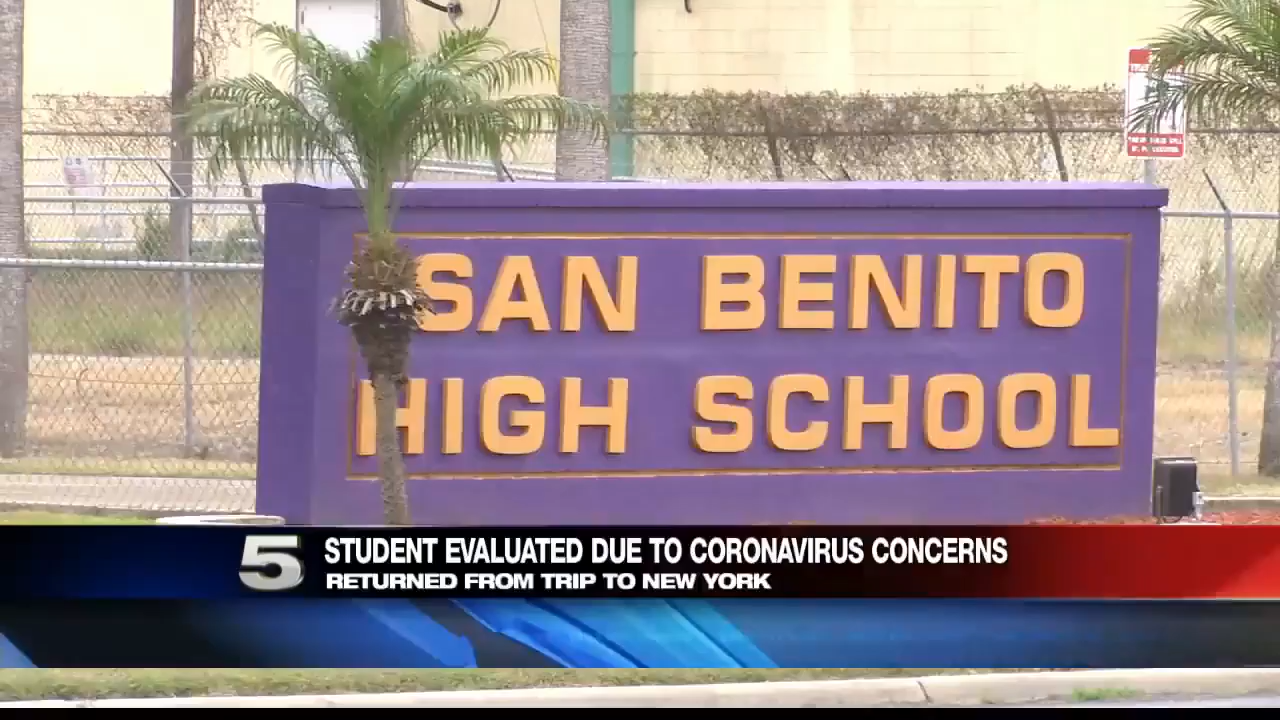 SAN BENITO
HIGH SCHOOL
5
STUDENT EVALUATED DUE TO CORONAVIRUS CONCERNS
RETURNED FROM TRIP TO NEW YORK